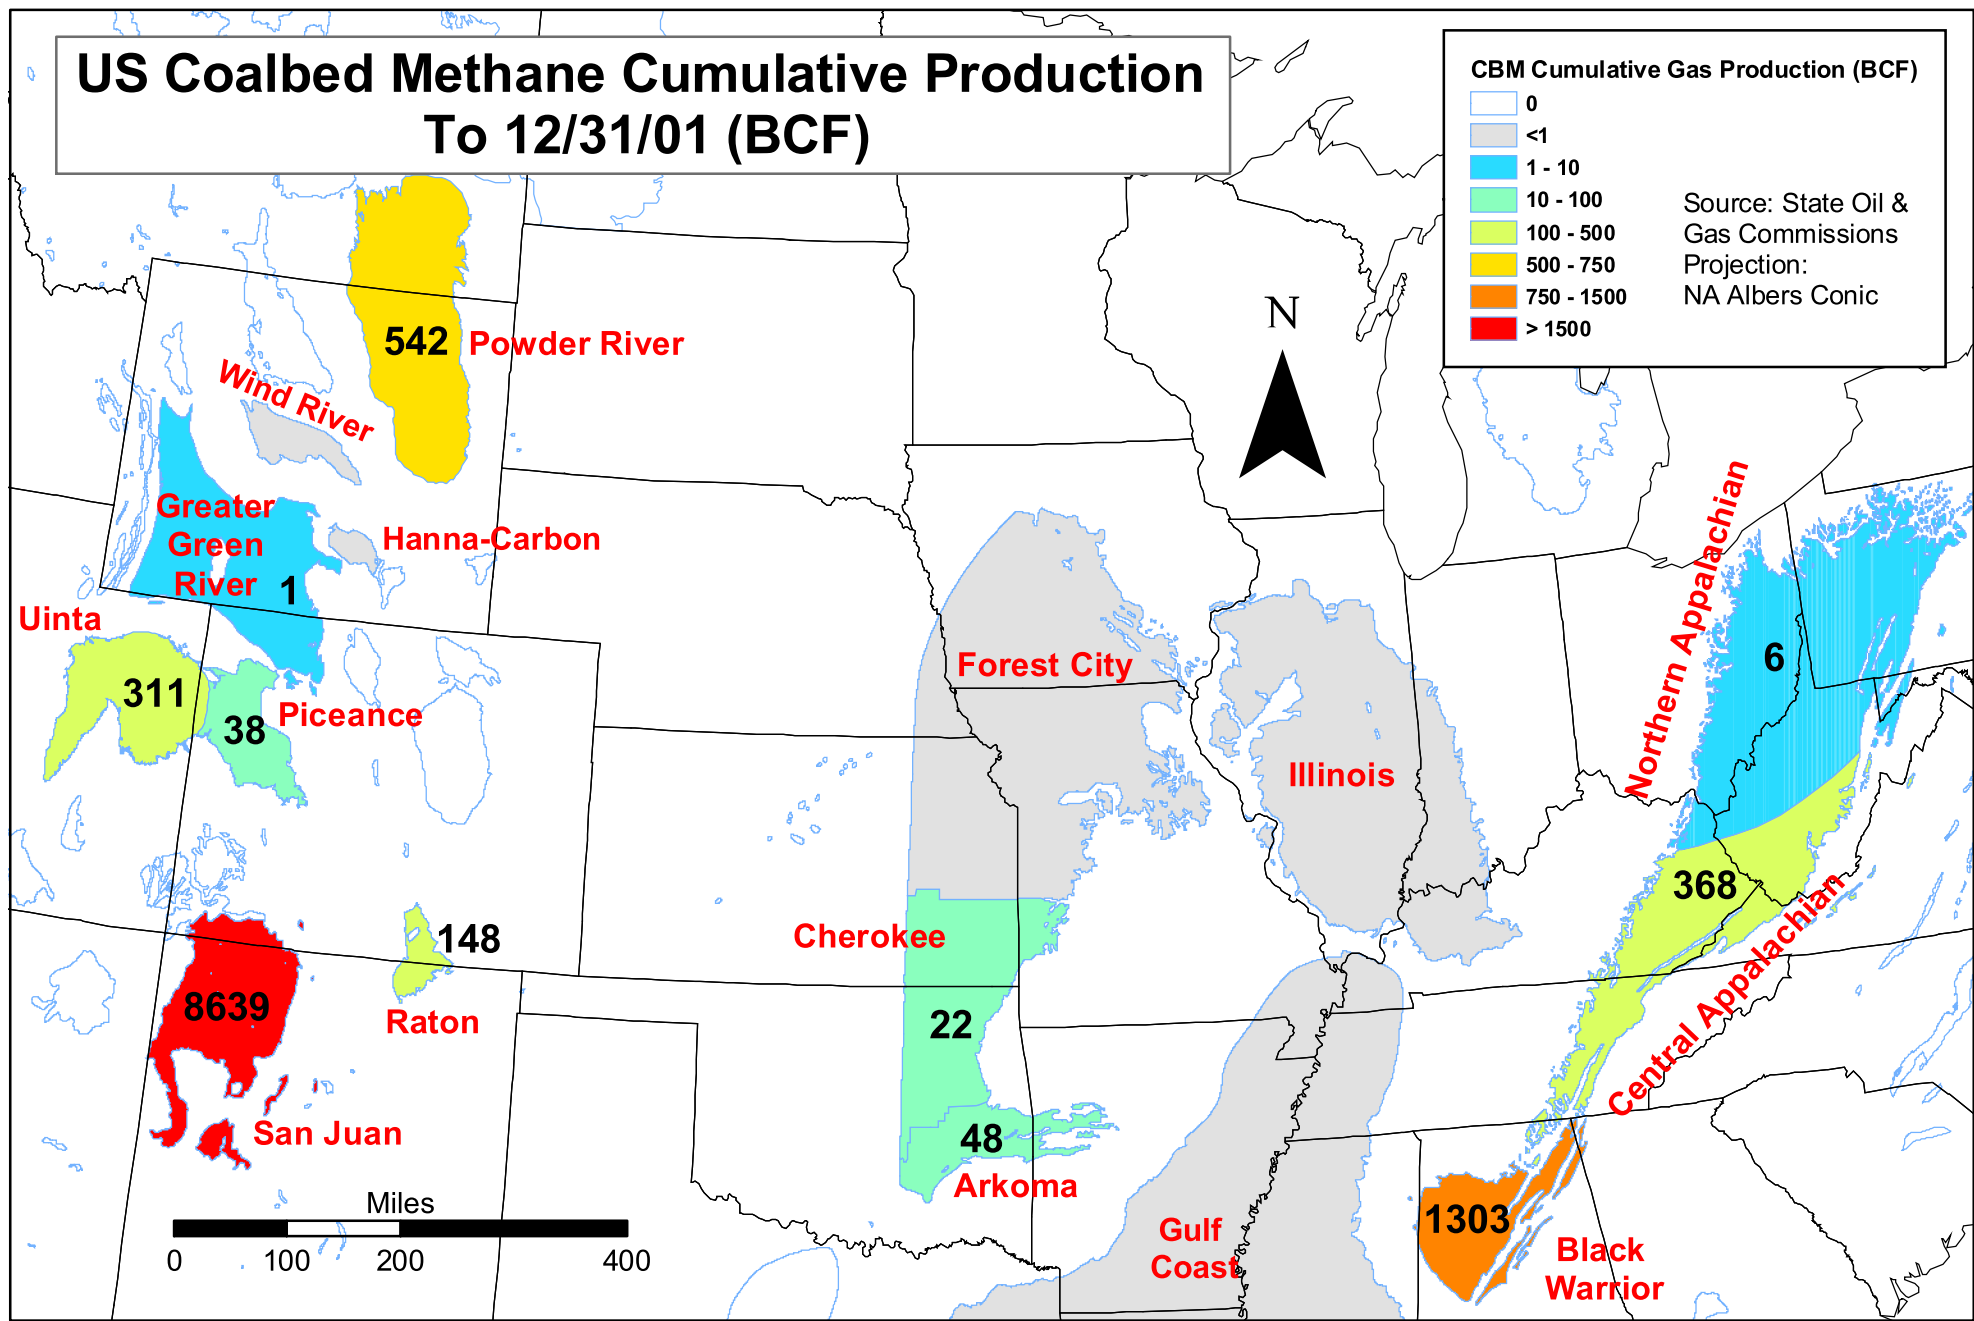 US Coalbed Methane Cumulative Production
To 12/31/01 (BCF)
CBM Cumulative Gas Production (BCF)
0
<1
1 - 10
10 - 100
100 - 500
500 - 750
750 - 1500
> 1500
Source: State Oil &
Gas Commissions
Projection:
NA Albers Conic
N
542
Powder River
Wind River
Greater
Green
River
1
Hanna-Carbon
Uinta
311
38
Piceance
Forest City
Illinois
Northern Appalachian
6
368
Central Appalachian
Cherokee
22
148
Raton
8639
San Juan
48
Arkoma
Gulf
Coast
1303
Black
Warrior
Miles
0 100 200 400